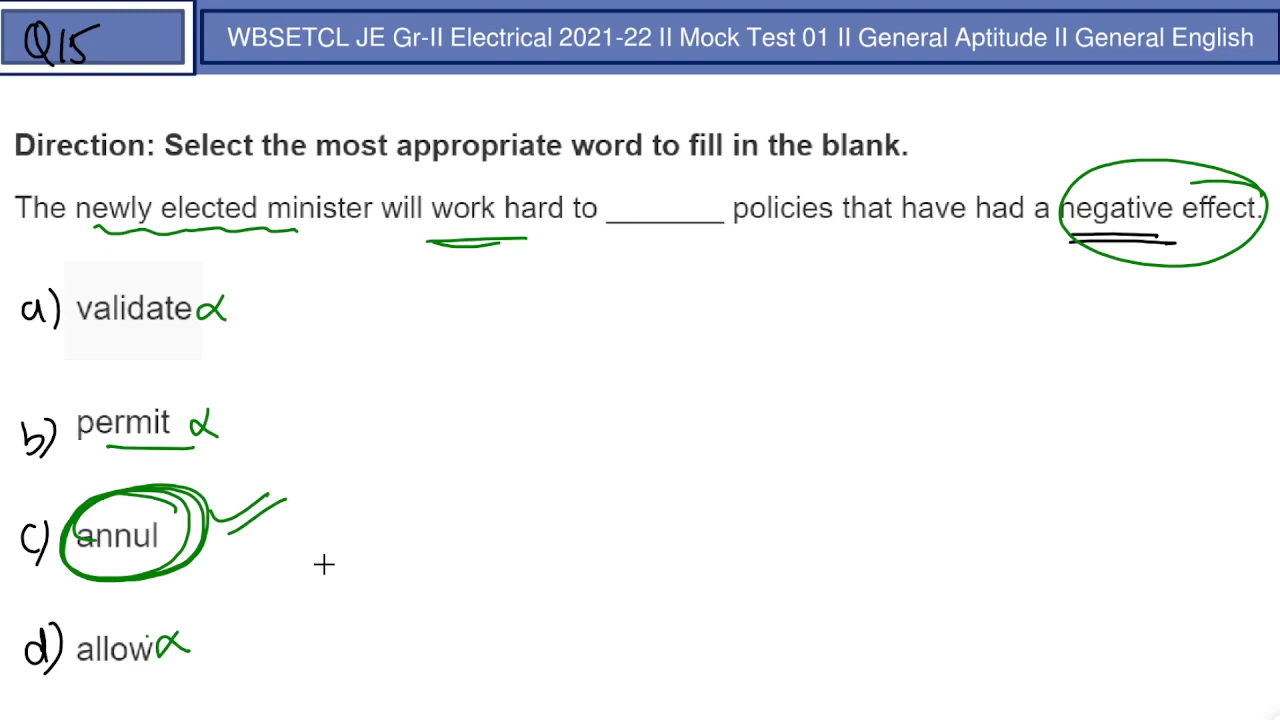 Q15
WBSETCL JE Gr-II Electrical 2021-22 II Mock Test 01 II General Aptitude II General English
Direction: Select the most appropriate word to fill in the blank.
The newly elected minister will work hard to _______ policies that have had a negative effect.
a) validate
b) permit
c) annul
d) allow